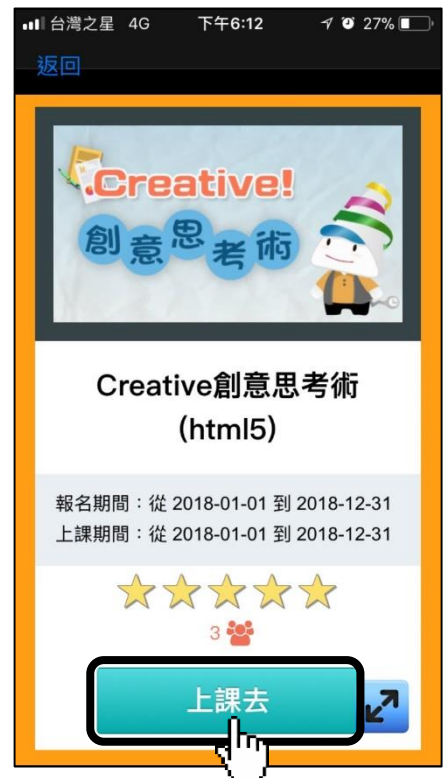 台灣之星 4G 下午6:12 27%
返回
Creative!
創意思考術
Creative創意思考術
(html5)
報名期間：從 2018-01-01 到 2018-12-31
上課期間：從 2018-01-01 到 2018-12-31
3
上課去